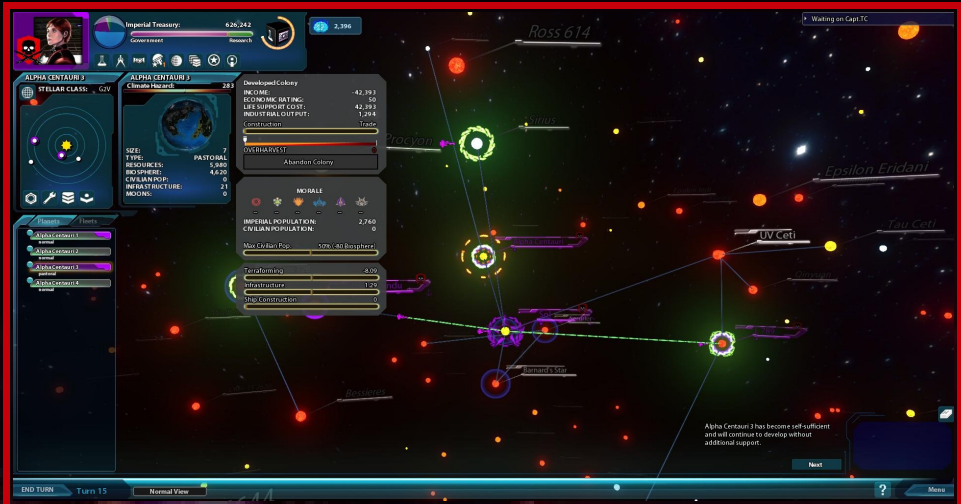 Imperial Treasury: 626,242
Government Research
2,396
Waiting on Capt.TC
Ross 614
ALPHA CENTAURI 3
STELLAR CLASS: G2V
ALPHA CENTAURI 3
Climate Hazard: 283
SIZE: 7
TYPE: PASTORAL
RESOURCES: 5,980
BIOSPHERE: 4,620
CIVILIAN POP: 0
INFRASTRUCTURE: 21
MOONS: 0
Developed Colony
INCOME: -42,393
ECONOMIC RATING: 50
LIFE SUPPORT COST: 42,393
INDUSTRIAL OUTPUT: 1,294
Construction Trade
OVERHARVEST
Abandon Colony
MORALE
IMPERIAL POPULATION: 2,760
CIVILIAN POPULATION: 0
Max Civilian Pop. 50% (-80 Biosphere)
Terraforming -8.09
Infrastructure 1.29
Ship Construction 0
Planets Fleets
Alpha Centauri 1
normal
Alpha Centauri 2
normal
Alpha Centauri 3
pastoral
Alpha Centauri 4
normal
Procyon
Sirius
Epsilon Eridani
Tau Ceti
UV Ceti
Barnard's Star
Bessieres
Alpha Centauri 3 has become self-sufficient
and will continue to develop without
additional support.
Next
END TURN Turn 15 Normal View ? Menu